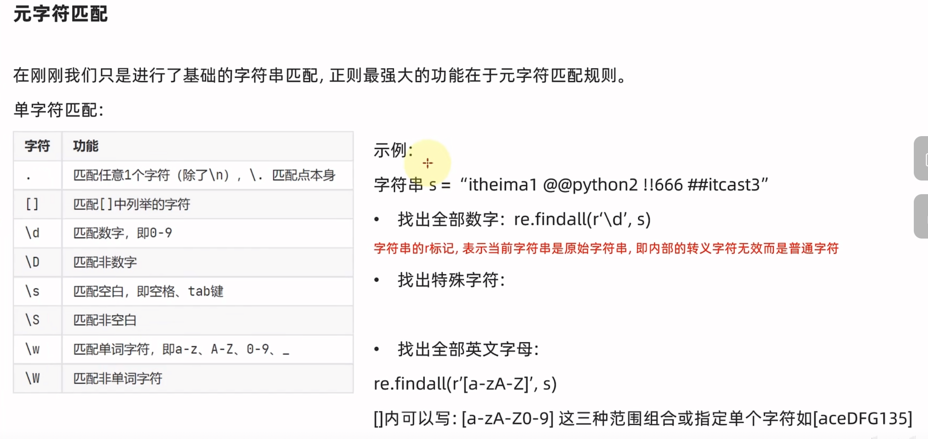 元字符匹配
在刚刚我们只是进行了基础的字符串匹配, 正则最强大的功能在于元字符匹配规则。
单字符匹配:
字符 功能
. 匹配任意1个字符（除了\n）, \. 匹配点本身
[] 匹配[]中列举的字符
\d 匹配数字, 即0-9
\D 匹配非数字
\s 匹配空白, 即空格、tab键
\S 匹配非空白
\w 匹配单词字符, 即a-z、A-Z、0-9、_
\W 匹配非单词字符
示例:
字符串 s = “itheima1 @@python2 !!666 ##itcast3”
• 找出全部数字: re.findall(r‘\d’, s)
字符串的r标记, 表示当前字符串是原始字符串, 即内部的转义字符无效而是普通字符
• 找出特殊字符:
• 找出全部英文字母:
re.findall(r’[a-zA-Z]’, s)
[]内可以写: [a-zA-Z0-9] 这三种范围组合或指定单个字符如[aceDFG135]